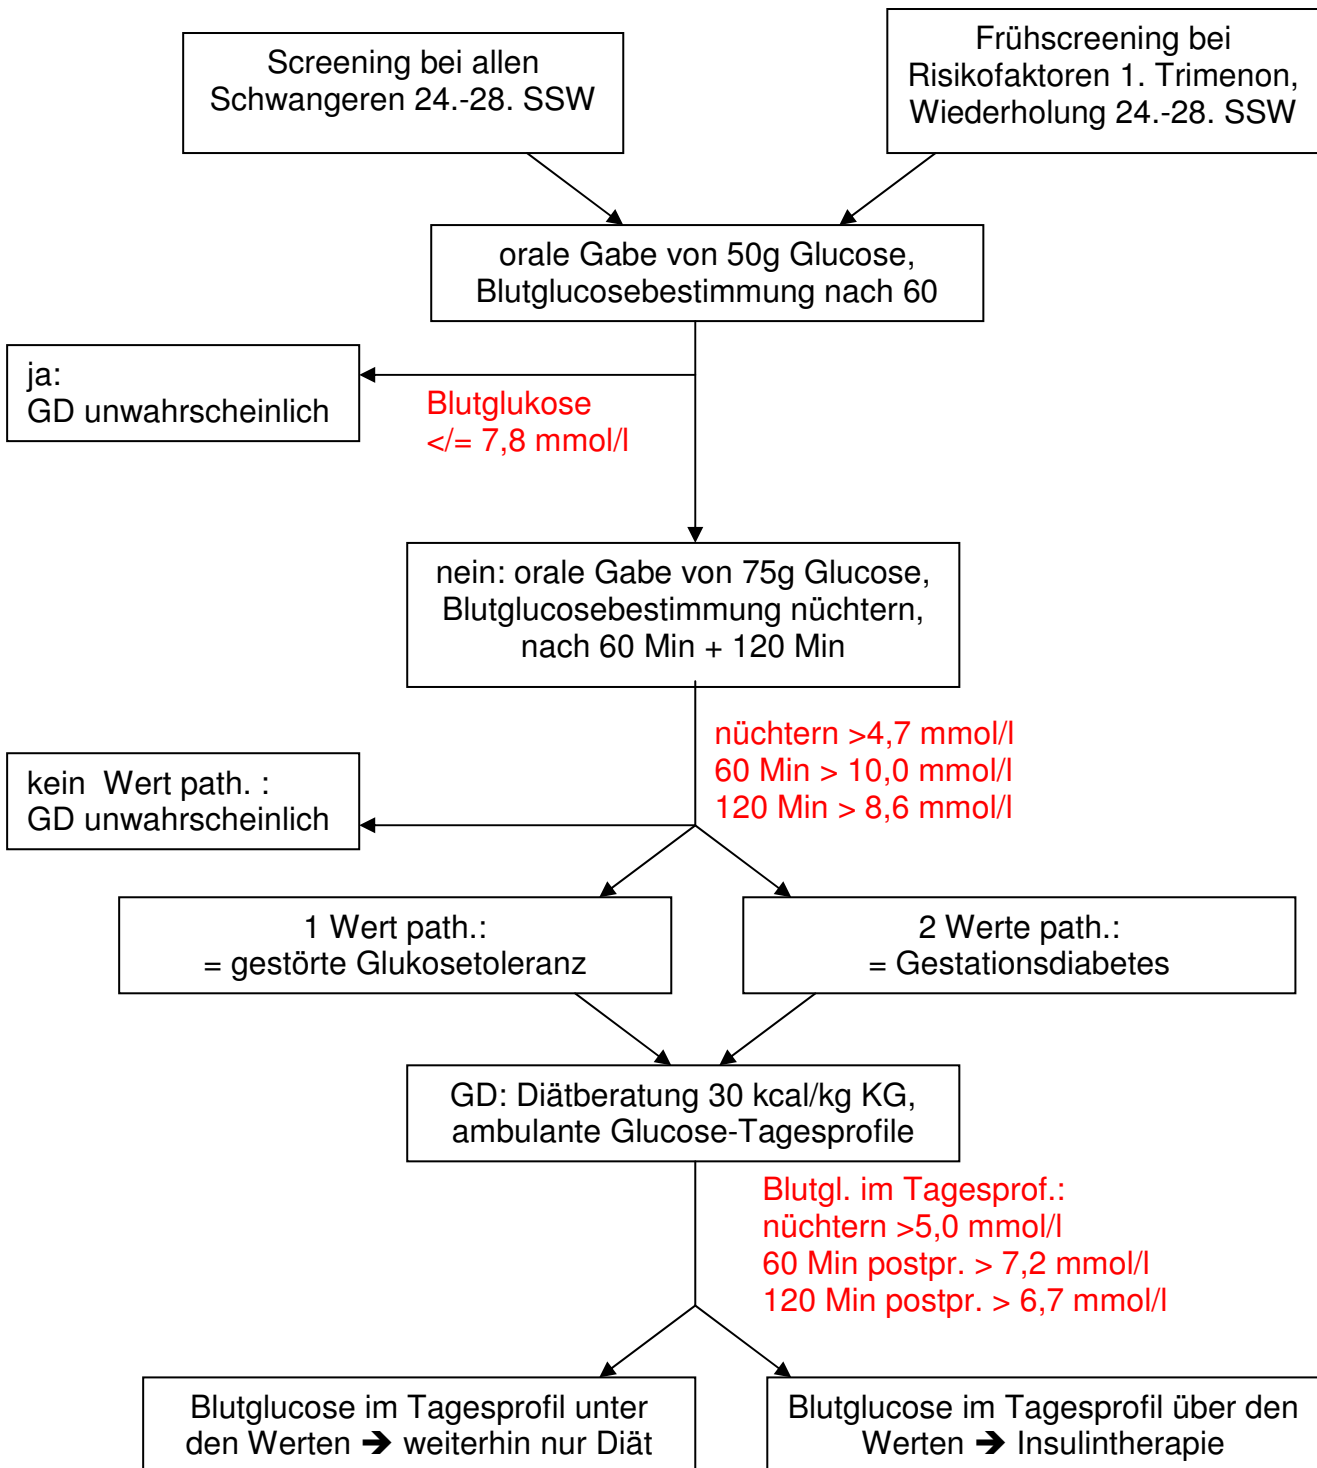 Screening bei allen
Schwangeren 24.-28. SSW
Frühscreening bei
Risikofaktoren 1. Trimenon,
Wiederholung 24.-28. SSW
orale Gabe von 50g Glucose,
Blutglucosebestimmung nach 60
ja:
GD unwahrscheinlich
Blutglukose
</= 7,8 mmol/l
nein: orale Gabe von 75g Glucose,
Blutglucosebestimmung nüchtern,
nach 60 Min + 120 Min
nüchtern >4,7 mmol/l
60 Min > 10,0 mmol/l
120 Min > 8,6 mmol/l
kein  Wert path. :
GD unwahrscheinlich
1 Wert path.:
= gestörte Glukosetoleranz
2 Werte path.:
= Gestationsdiabetes
GD: Diätberatung 30 kcal/kg KG,
ambulante Glucose-Tagesprofile
Blutgl. im Tagesprof.:
nüchtern >5,0 mmol/l
60 Min postpr. > 7,2 mmol/l
120 Min postpr. > 6,7 mmol/l
Blutglucose im Tagesprofil unter
den Werten ➔ weiterhin nur Diät
Blutglucose im Tagesprofil über den
Werten ➔ Insulintherapie